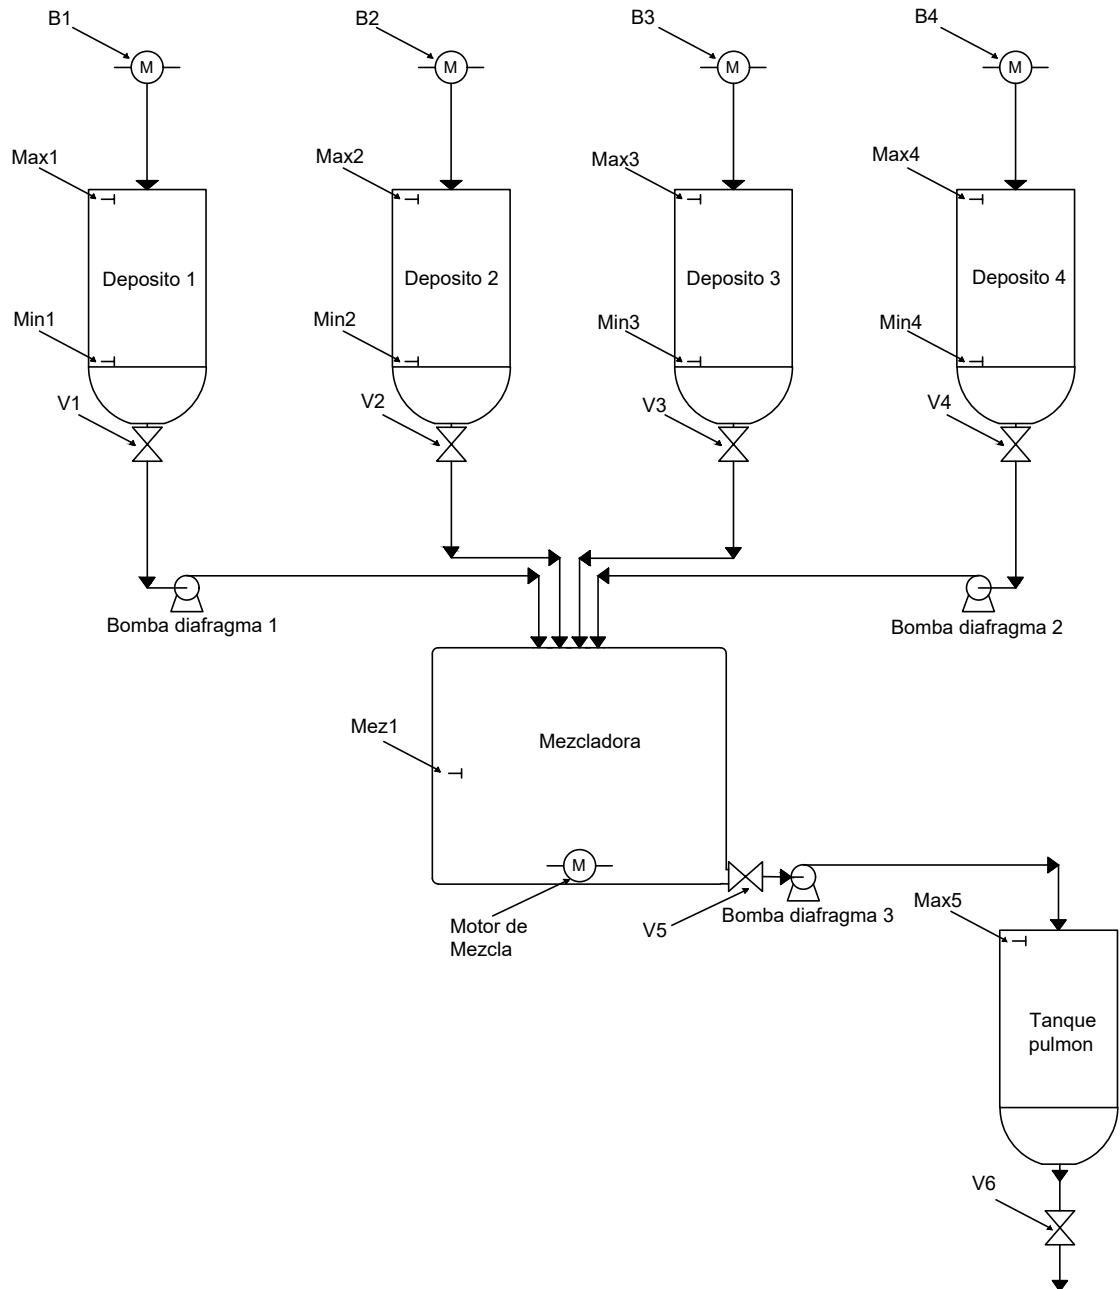 B1
B2
B3
B4
M
M
M
M
Max1
Max2
Max3
Max4
Deposito 1
Deposito 2
Deposito 3
Deposito 4
Min1
Min2
Min3
Min4
V1
V2
V3
V4
Bomba diafragma 1
Bomba diafragma 2
Mez1
Mezcladora
M
Motor de
Mezcla
V5
Bomba diafragma 3
Max5
Tanque
pulmon
V6